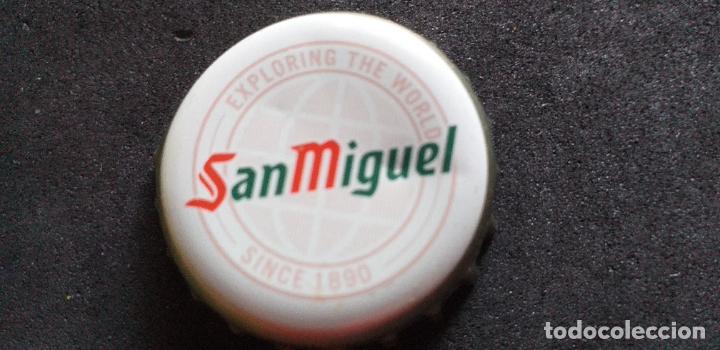 EXPLORING THE WORLD
SanMiguel
SINCE 1890
todocoleccion